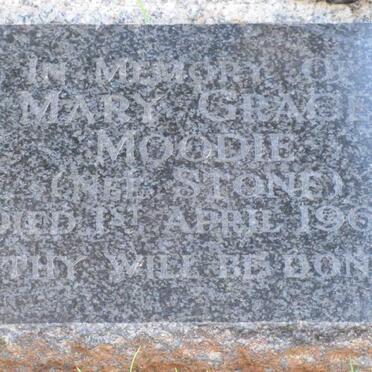 IN MEMORY OF
MARY GRACE
MOODIE
(NEE STONE)
DIED 1ST APRIL 196
THY WILL BE DONE